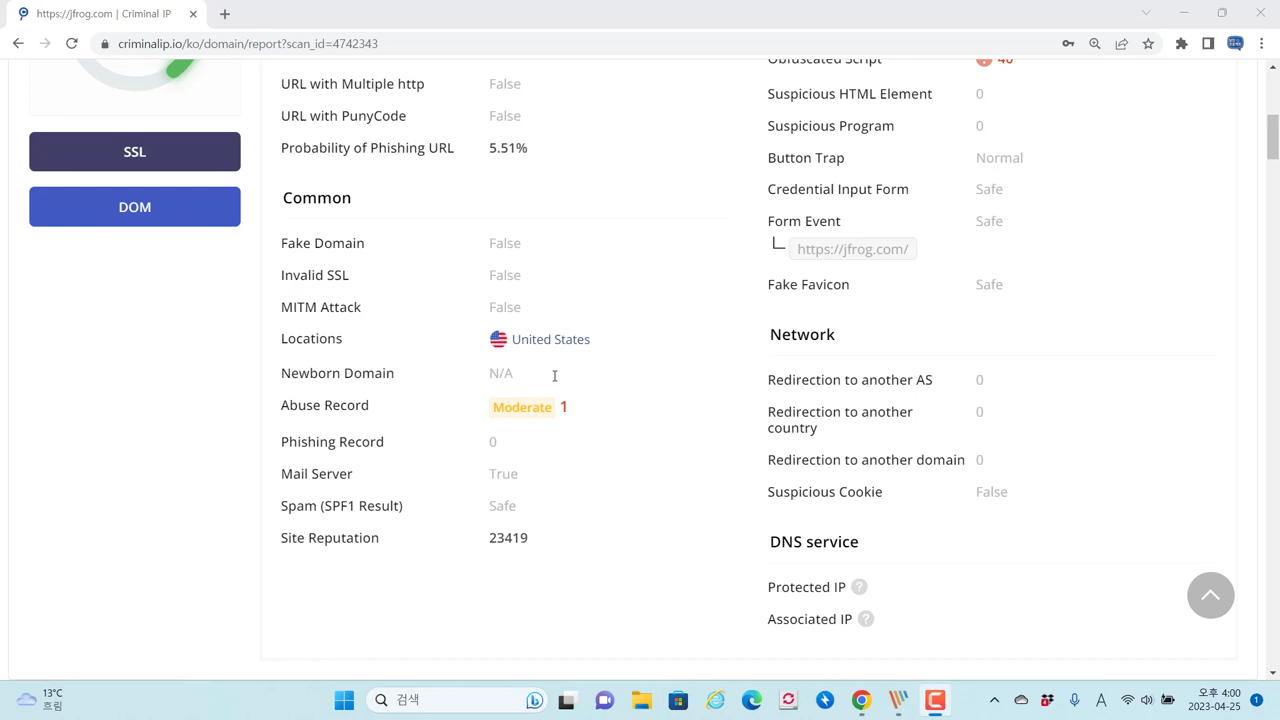 https://jfrog.com | Criminal IP
criminalip.io/ko/domain/report?scan_id=4742343
SSL
DOM
URL with Multiple http False
URL with PunyCode False
Probability of Phishing URL 5.51%
Common
Fake Domain False
Invalid SSL False
MITM Attack False
Locations United States
Newborn Domain N/A
Abuse Record Moderate 1
Phishing Record 0
Mail Server True
Spam (SPF1 Result) Safe
Site Reputation 23419
Obfuscated Script 40
Suspicious HTML Element 0
Suspicious Program 0
Button Trap Normal
Credential Input Form Safe
Form Event Safe
https://jfrog.com/
Fake Favicon Safe
Network
Redirection to another AS 0
Redirection to another 0
country
Redirection to another domain 0
Suspicious Cookie False
DNS service
Protected IP ?
Associated IP ?
13°C
흐림
검색
A
오후 4:00
2023-04-25
1